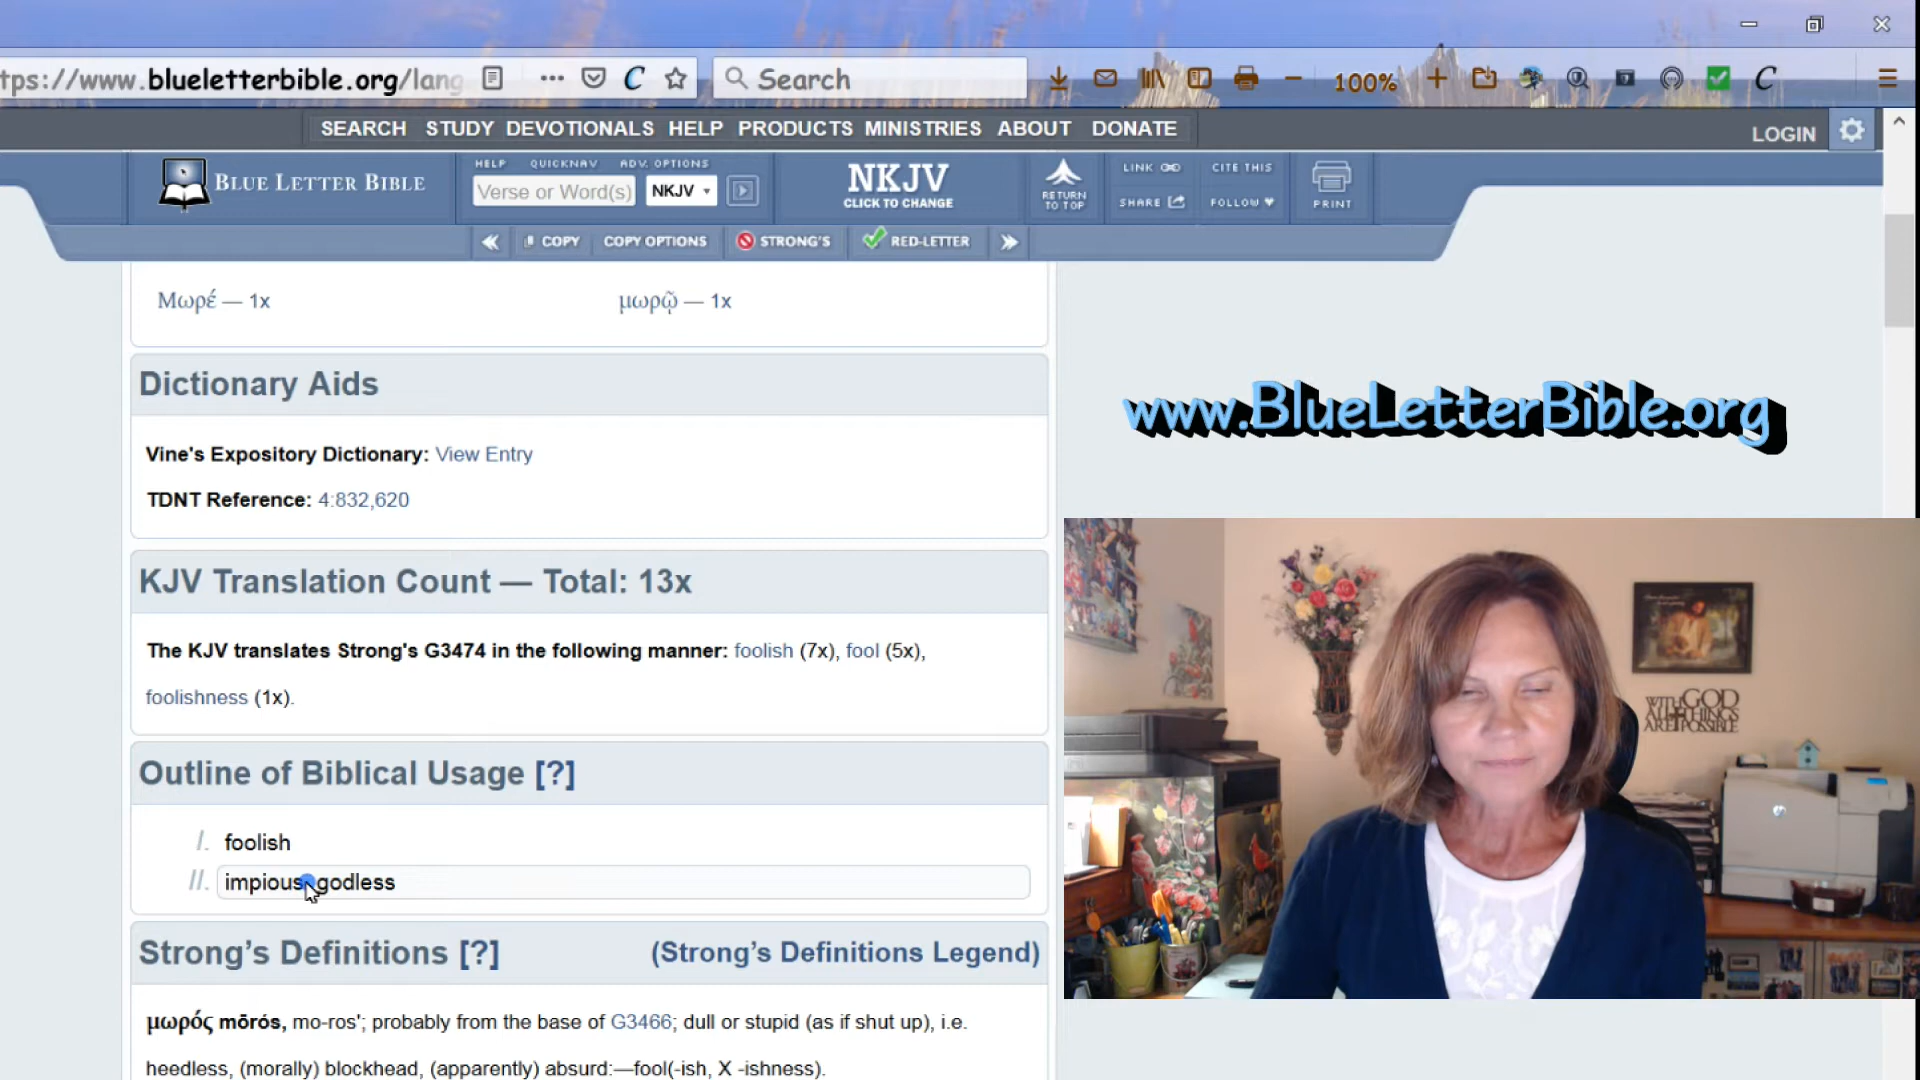 tps://www.blueletterbible.org/lang
Search
100%
SEARCH STUDY DEVOTIONALS HELP PRODUCTS MINISTRIES ABOUT DONATE
LOGIN
BLUE LETTER BIBLE
HELP QUICKNAV ADV. OPTIONS
Verse or Word(s) NKJV
NKJV
CLICK TO CHANGE
RETURN
TO TOP
LINK CITE THIS
SHARE FOLLOW
PRINT
COPY COPY OPTIONS STRONG'S RED-LETTER
Μωρέ — 1x μωρῷ — 1x
Dictionary Aids
Vine's Expository Dictionary: View Entry
TDNT Reference: 4:832,620
KJV Translation Count — Total: 13x
The KJV translates Strong's G3474 in the following manner: foolish (7x), fool (5x),
foolishness (1x).
Outline of Biblical Usage [?]
I. foolish
II. impious godless
Strong’s Definitions [?] (Strong’s Definitions Legend)
μωρός mōrós, mo-ros'; probably from the base of G3466; dull or stupid (as if shut up), i.e.
heedless, (morally) blockhead, (apparently) absurd:—fool(-ish, X -ishness).
www.BlueLetterBible.org
WITH GOD
ALL THINGS
ARE POSSIBLE